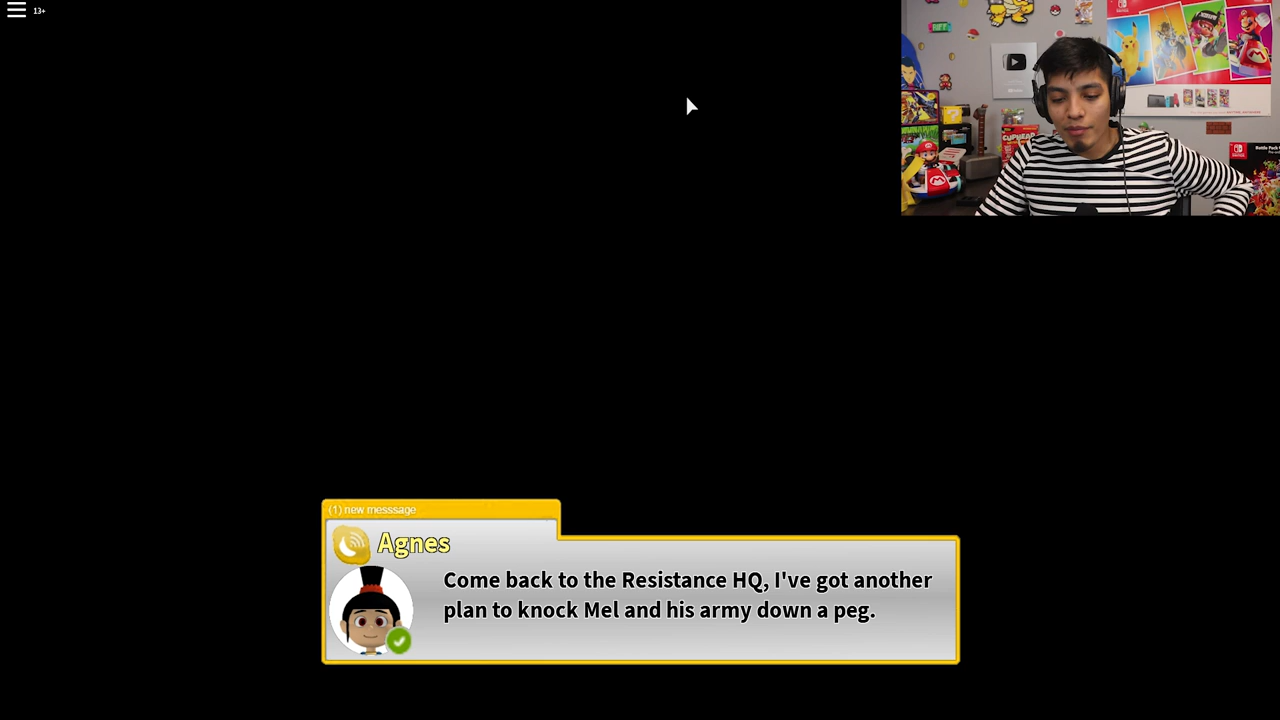 13+
(1) new messsage
Agnes
Come back to the Resistance HQ, I've got another
plan to knock Mel and his army down a peg.
CUPHEAD